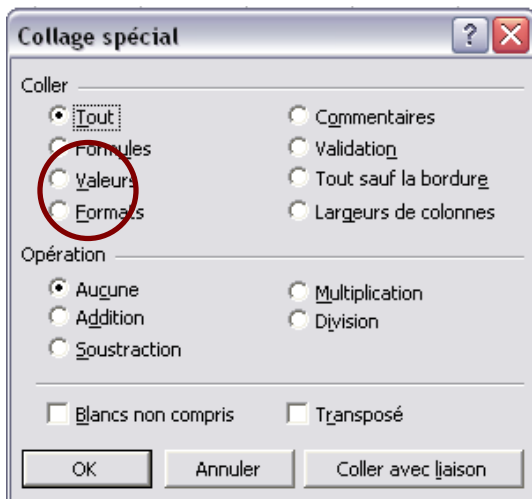 Collage spécial
Coller
Tout
Commentaires
Formules
Validation
Valeurs
Tout sauf la bordure
Formats
Largeurs de colonnes
Opération
Aucune
Multiplication
Addition
Division
Soustraction
Blancs non compris
Transposé
OK
Annuler
Coller avec liaison